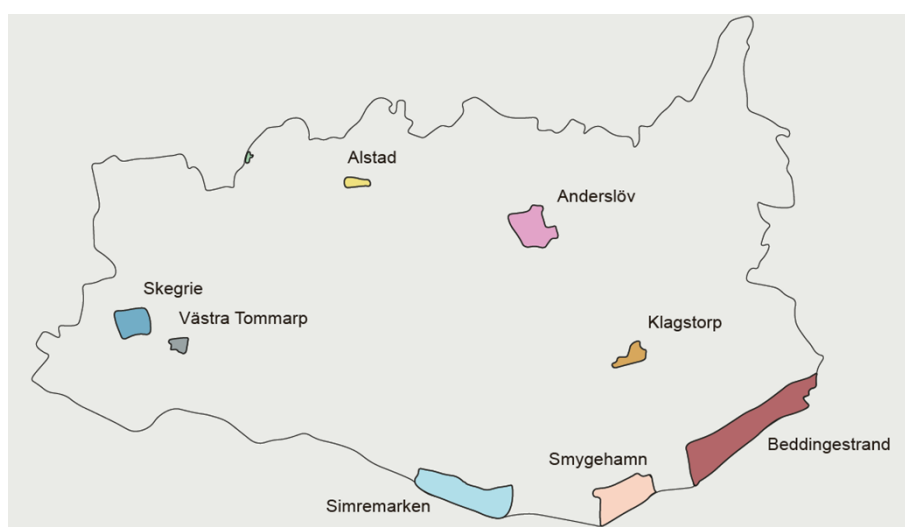 Alstad
Anderslöv
Skegrie
Västra Tommarp
Klagstorp
Beddingestrand
Smygehamn
Simremarken